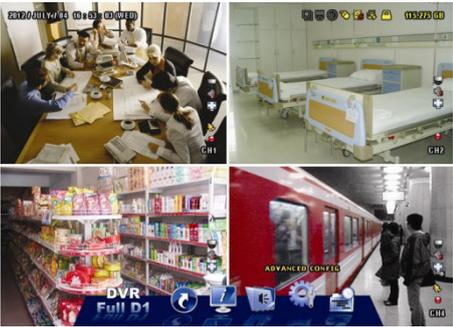 2012/JULY/04 16:53:03(WED)
115.275 GB
CH1
CH2
ADVANCED CONFIG
CH4
DVR
Full D1